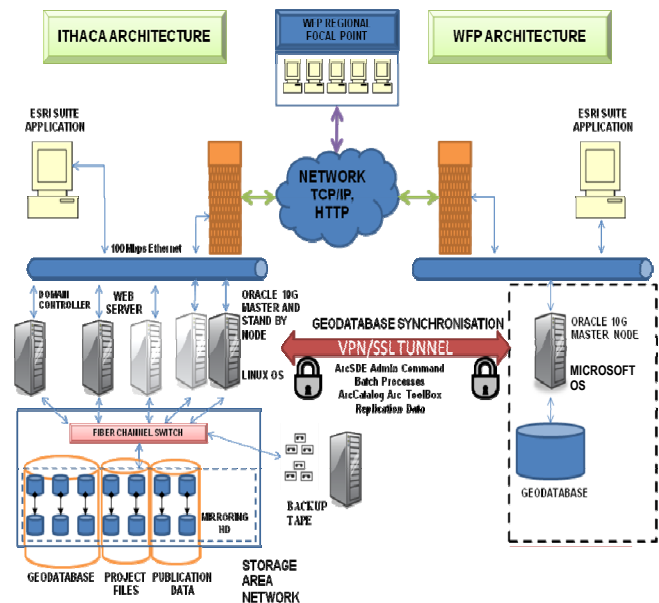 ITHACA ARCHITECTURE
WFP REGIONAL
FOCAL POINT
WFP ARCHITECTURE
ESRI SUITE
APPLICATION
ESRI SUITE
APPLICATION
NETWORK
TCP/IP,
HTTP
100 Mbps Ethernet
DOMAIN
CONTROLLER
WEB
SERVER
ORACLE 10G
MASTER AND
STAND BY
NODE
LINUX OS
GEODATABASE SYNCHRONISATION
VPN/SSL TUNNEL
ArcSDE Admin Command
Batch Processes
ArcCatalog Arc ToolBox
Replication Data
ORACLE 10G
MASTER NODE
MICROSOFT
OS
GEODATABASE
FIBER CHANNEL SWITCH
BACKUP
TAPE
MIRRORING
HD
GEODATABASE
PROJECT
FILES
PUBLICATION
DATA
STORAGE
AREA
NETWORK